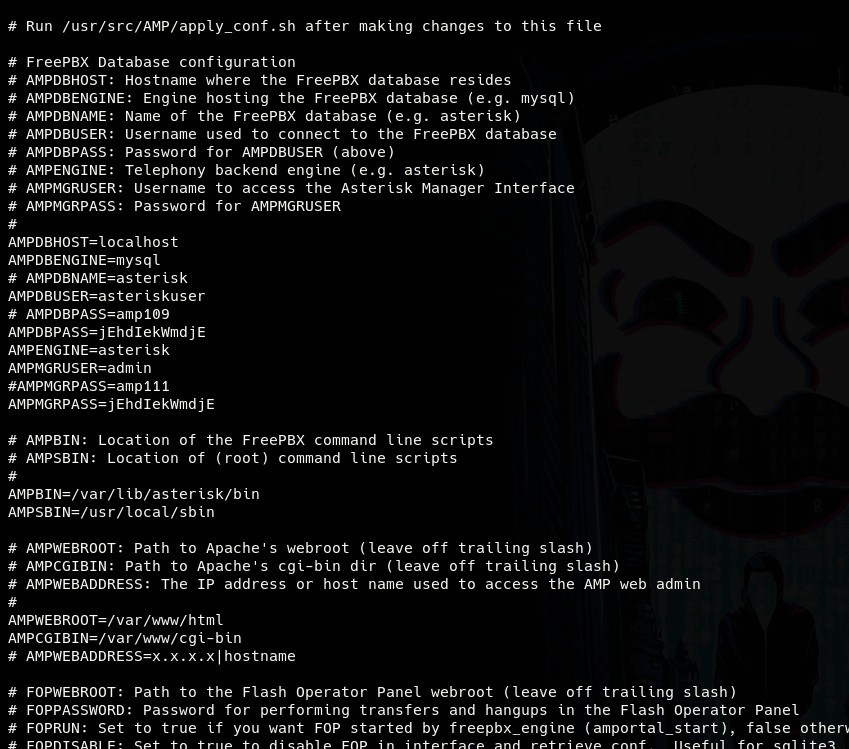 # Run /usr/src/AMP/apply_conf.sh after making changes to this file
# FreePBX Database configuration
# AMPDBHOST: Hostname where the FreePBX database resides
# AMPDBENGINE: Engine hosting the FreePBX database (e.g. mysql)
# AMPDBNAME: Name of the FreePBX database (e.g. asterisk)
# AMPDBUSER: Username used to connect to the FreePBX database
# AMPDBPASS: Password for AMPDBUSER (above)
# AMPENGINE: Telephony backend engine (e.g. asterisk)
# AMPMGRUSER: Username to access the Asterisk Manager Interface
# AMPMGRPASS: Password for AMPMGRUSER
#
AMPDBHOST=localhost
AMPDBENGINE=mysql
# AMPDBNAME=asterisk
AMPDBUSER=asteriskuser
# AMPDBPASS=amp109
AMPDBPASS=jEhdIekWmdjE
AMPENGINE=asterisk
AMPMGRUSER=admin
#AMPMGRPASS=amp111
AMPMGRPASS=jEhdIekWmdjE
# AMPBIN: Location of the FreePBX command line scripts
# AMPSBIN: Location of (root) command line scripts
#
AMPBIN=/var/lib/asterisk/bin
AMPSBIN=/usr/local/sbin
# AMPWEBROOT: Path to Apache's webroot (leave off trailing slash)
# AMPCGIBIN: Path to Apache's cgi-bin dir (leave off trailing slash)
# AMPWEBADDRESS: The IP address or host name used to access the AMP web admin
#
AMPWEBROOT=/var/www/html
AMPCGIBIN=/var/www/cgi-bin
# AMPWEBADDRESS=x.x.x.x|hostname
# FOPWEBROOT: Path to the Flash Operator Panel webroot (leave off trailing slash)
# FOPPASSWORD: Password for performing transfers and hangups in the Flash Operator Panel
# FOPRUN: Set to true if you want FOP started by freepbx_engine (amportal_start), false otherw
# FOPDISABLE: Set to true to disable FOP in interface and retrieve_conf. Useful for sqlite3